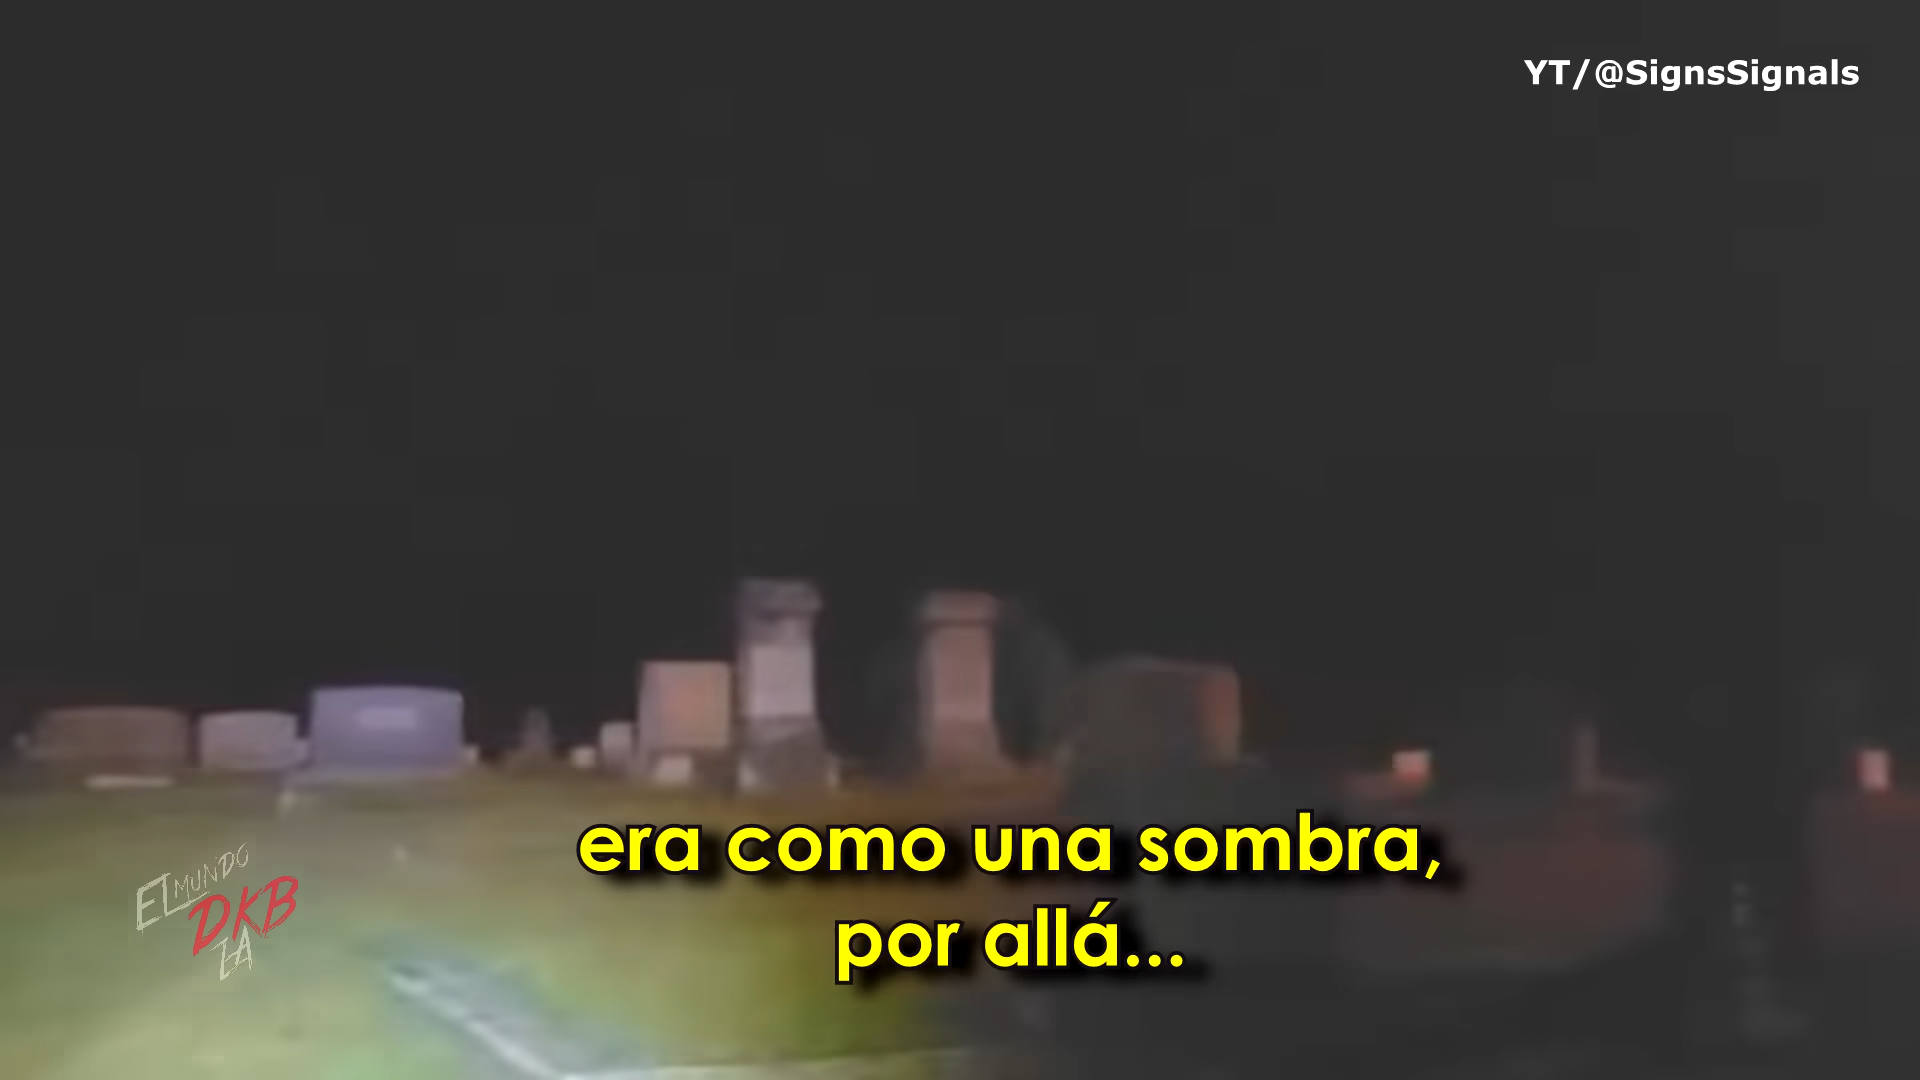 YT/@SignsSignals
era como una sombra,
por allá...
EL MUNDO
DKB
ZA